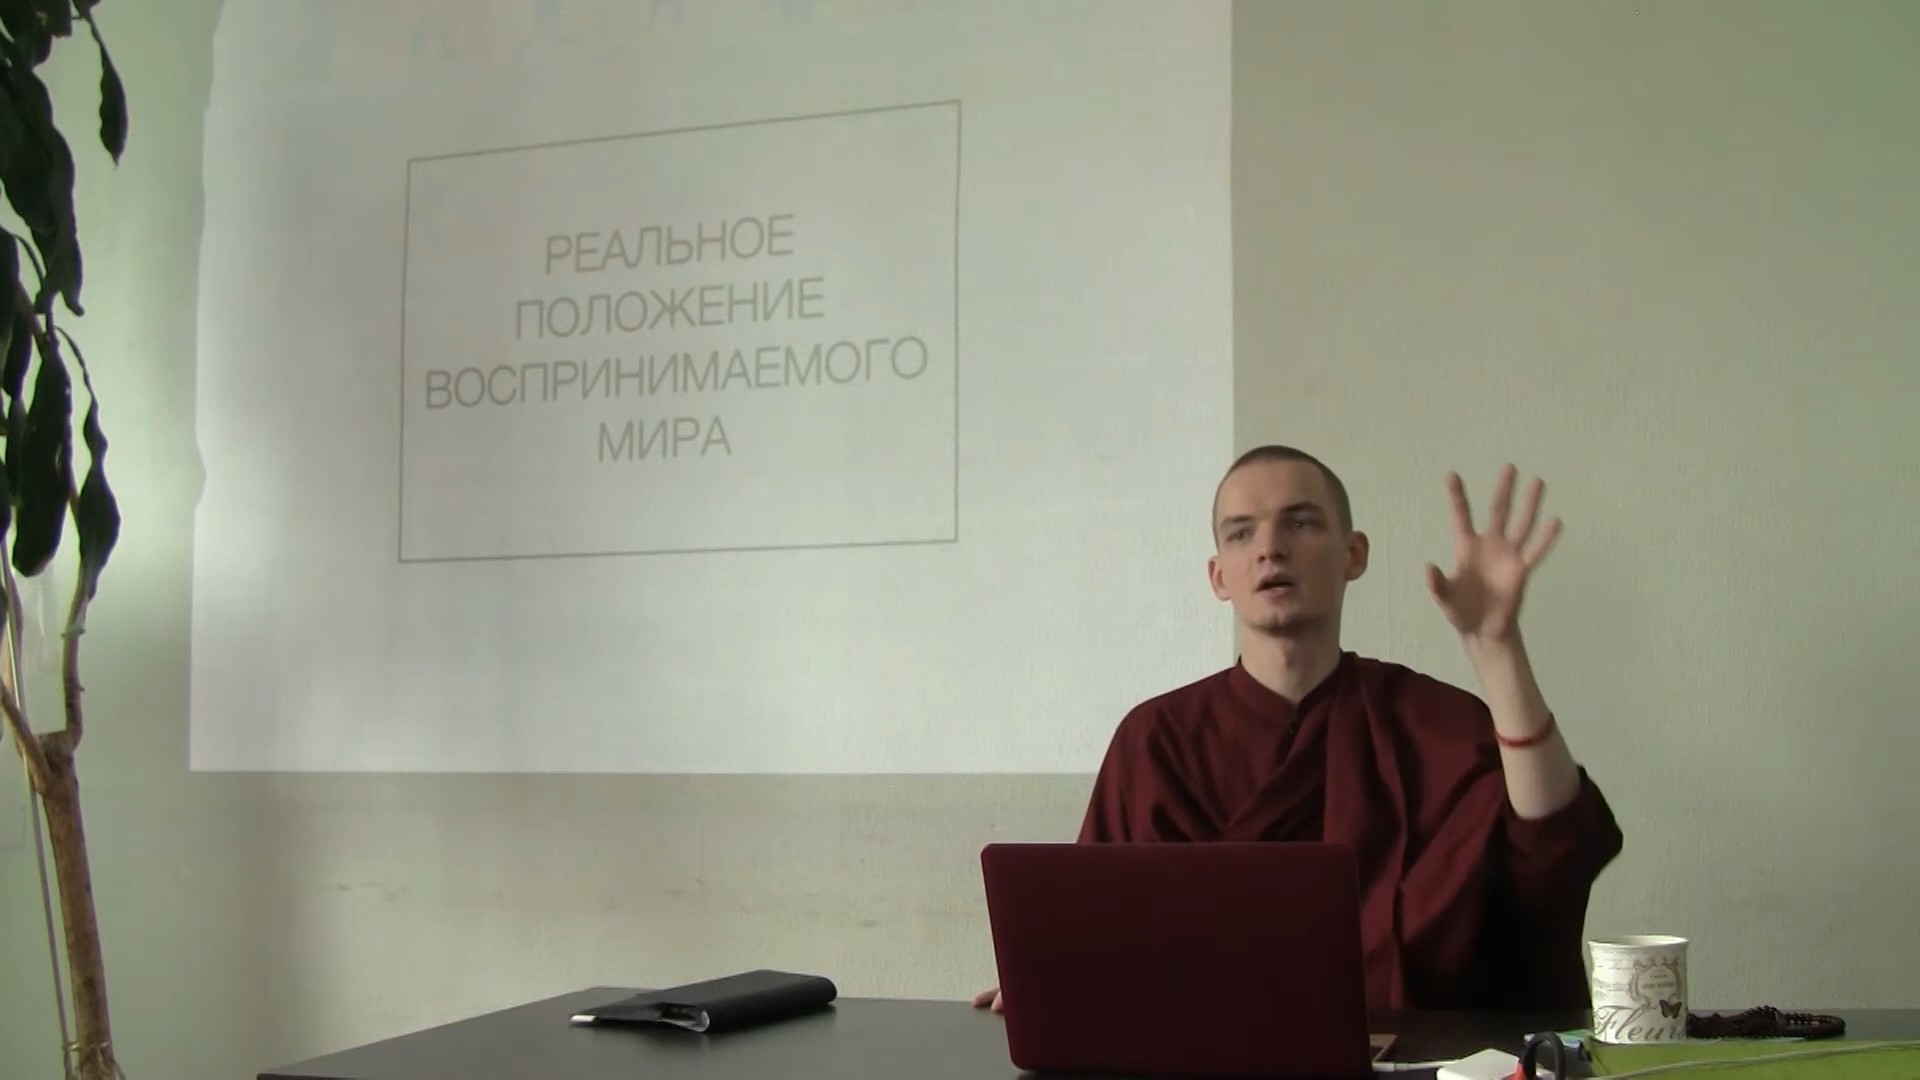 РЕАЛЬНОЕ
ПОЛОЖЕНИЕ
ВОСПРИНИМАЕМОГО
МИРА
Fleurs